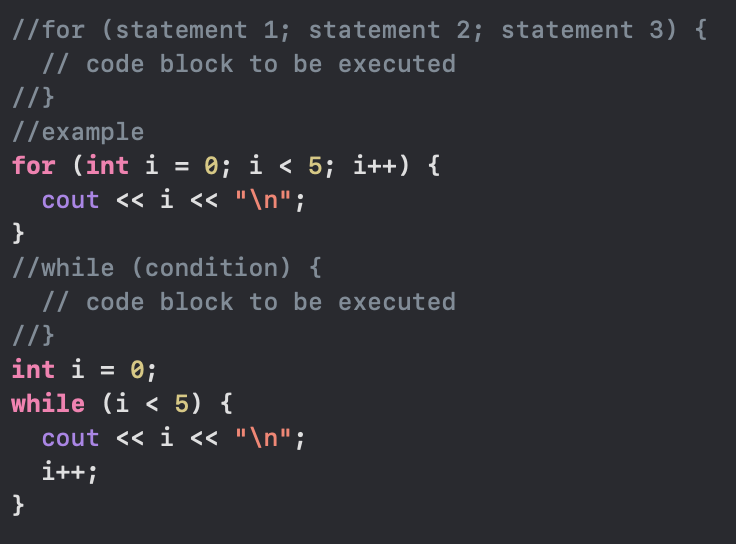 //for (statement 1; statement 2; statement 3) {
  // code block to be executed
//}
//example
for (int i = 0; i < 5; i++) {
  cout << i << "\n";
}
//while (condition) {
  // code block to be executed
//}
int i = 0;
while (i < 5) {
  cout << i << "\n";
  i++;
}